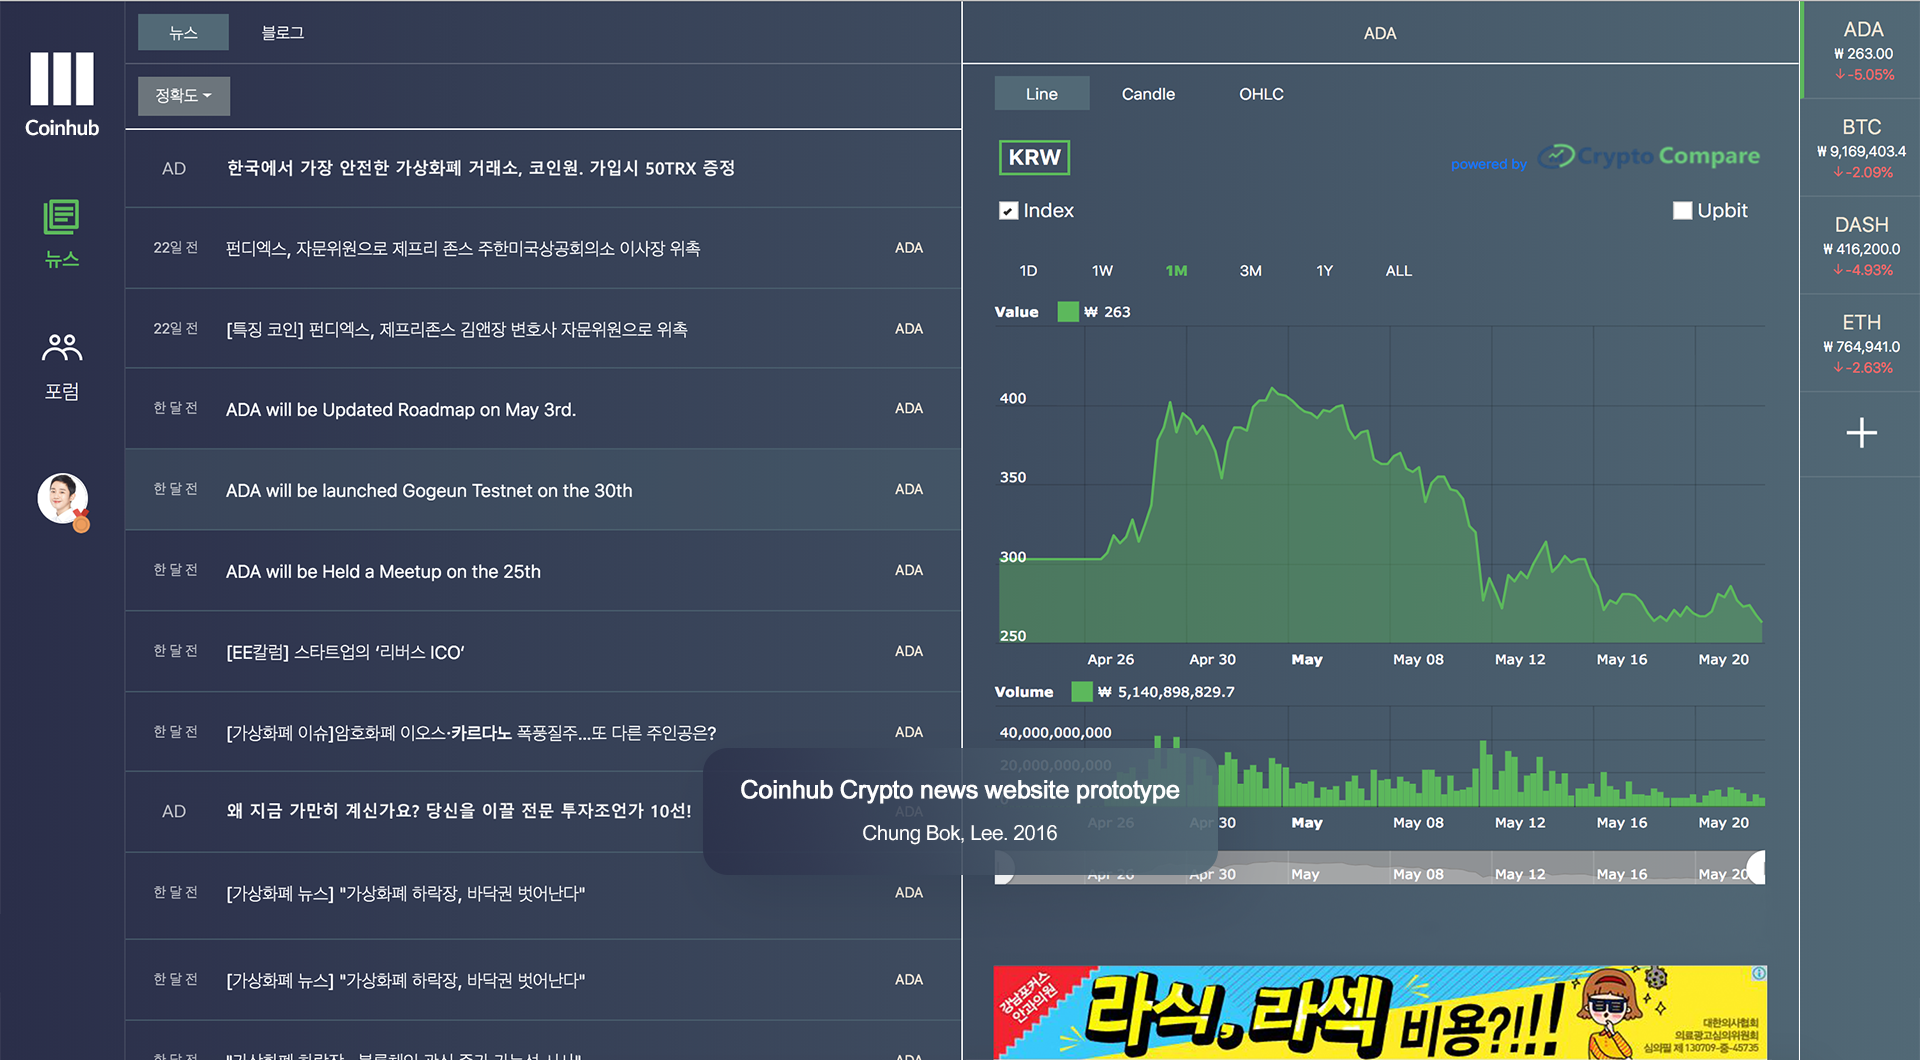 Coinhub
뉴스
포럼
뉴스
블로그
정확도
AD
한국에서 가장 안전한 가상화폐 거래소, 코인원. 가입시 50TRX 증정
22일 전
펀디엑스, 자문위원으로 제프리 존스 주한미국상공회의소 이사장 위촉
ADA
22일 전
[특징 코인] 펀디엑스, 제프리존스 김앤장 변호사 자문위원으로 위촉
ADA
한 달 전
ADA will be Updated Roadmap on May 3rd.
ADA
한 달 전
ADA will be launched Gogeun Testnet on the 30th
ADA
한 달 전
ADA will be Held a Meetup on the 25th
ADA
한 달 전
[EE칼럼] 스타트업의 ‘리버스 ICO‘
ADA
한 달 전
[가상화폐 이슈]암호화폐 이오스·카르다노 폭풍질주...또 다른 주인공은?
ADA
AD
왜 지금 가만히 계신가요? 당신을 이끌 전문 투자조언가 10선!
ADA
한 달 전
[가상화폐 뉴스] "가상화폐 하락장, 바닥권 벗어난다"
ADA
한 달 전
[가상화폐 뉴스] "가상화폐 하락장, 바닥권 벗어난다"
ADA
한 달 전
ADA
Coinhub Crypto news website prototype
Chung Bok, Lee. 2016
ADA
Line
Candle
OHLC
KRW
powered by
Crypto Compare
Index
Upbit
1D
1W
1M
3M
1Y
ALL
Value ₩ 263
400
350
300
250
Apr 26
Apr 30
May
May 08
May 12
May 16
May 20
Volume ₩ 5,140,898,829.7
40,000,000,000
20,000,000,000
0
Apr 26
Apr 30
May
May 08
May 12
May 16
May 20
Apr 26
Apr 30
May
May 08
May 12
May 16
May 20
강남포커스
안과의원
라식, 라섹 비용?!!!
대한의사협회
의료광고심의위원회
심의필 제 130709-중-45735
ADA
₩ 263.00
↓-5.05%
BTC
₩ 9,169,403.4
↓-2.09%
DASH
₩ 416,200.0
↓-4.93%
ETH
₩ 764,941.0
↓-2.63%